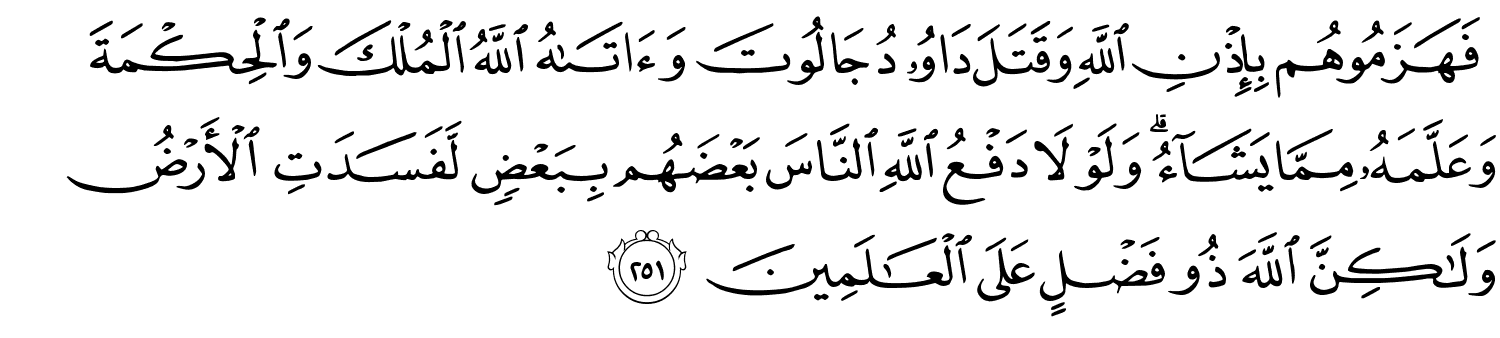 فَهَزَمُوهُم بِإِذْنِ ٱللَّهِ وَقَتَلَ دَاوُۥدُ جَالُوتَ وَءَاتَىٰهُ ٱللَّهُ ٱلْمُلْكَ وَٱلْحِكْمَةَ
وَعَلَّمَهُۥ مِمَّا يَشَآءُ ۗ وَلَوْلَا دَفْعُ ٱللَّهِ ٱلنَّاسَ بَعْضَهُم بِبَعْضٍ لَّفَسَدَتِ ٱلْأَرْضُ
وَلَٰكِنَّ ٱللَّهَ ذُو فَضْلٍ عَلَى ٱلْعَٰلَمِينَ ٢٥١